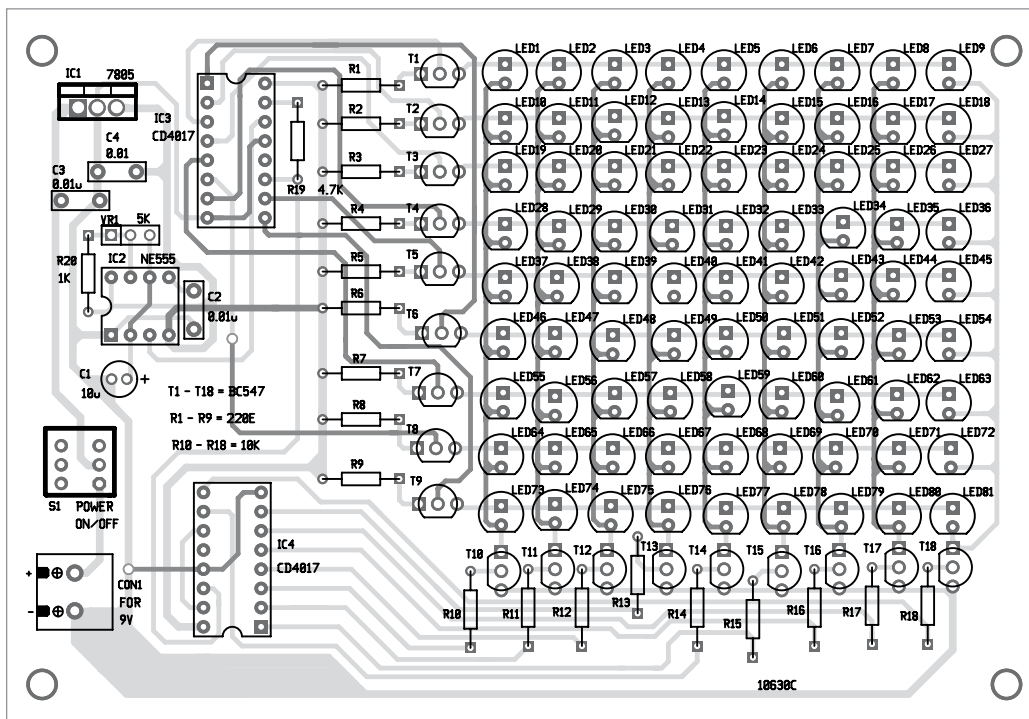 LED1 LED2 LED3 LED4 LED5 LED6 LED7 LED8 LED9
IC1 7805
T1
R1
IC3
CD4017
LED10 LED11 LED12 LED13 LED14 LED15 LED16 LED17 LED18
T2
R2
C4
0.01
T3
R3
LED19 LED20 LED21 LED22 LED23 LED24 LED25 LED26 LED27
C3
0.01u
R19 4.7K
VR1 5K
T4
R4
LED28 LED29 LED30 LED31 LED32 LED33 LED34 LED35 LED36
IC2 NE555
R20
1K
T5
R5
LED37 LED38 LED39 LED40 LED41 LED42 LED43 LED44 LED45
C2
0.01u
R6
T6
LED46 LED47 LED48 LED49 LED50 LED51 LED52 LED53 LED54
R7
T7
C1
10u
+
T1 - T18 = BC547
LED55 LED56 LED57 LED58 LED59 LED60 LED61 LED62 LED63
R1 - R9 = 220E
R8
T8
R10 - R18 = 10K
LED64 LED65 LED66 LED67 LED68 LED69 LED70 LED71 LED72
R9
T9
S1 POWER
ON/OFF
LED73 LED74 LED75 LED76 LED77 LED78 LED79 LED80 LED81
IC4
CD4017
T10 T11 T12 T13 T14 T15 T16 T17 T18
+
-
CON1
FOR
9V
R10 R11 R12 R13 R14 R15 R16 R17 R18
10630C